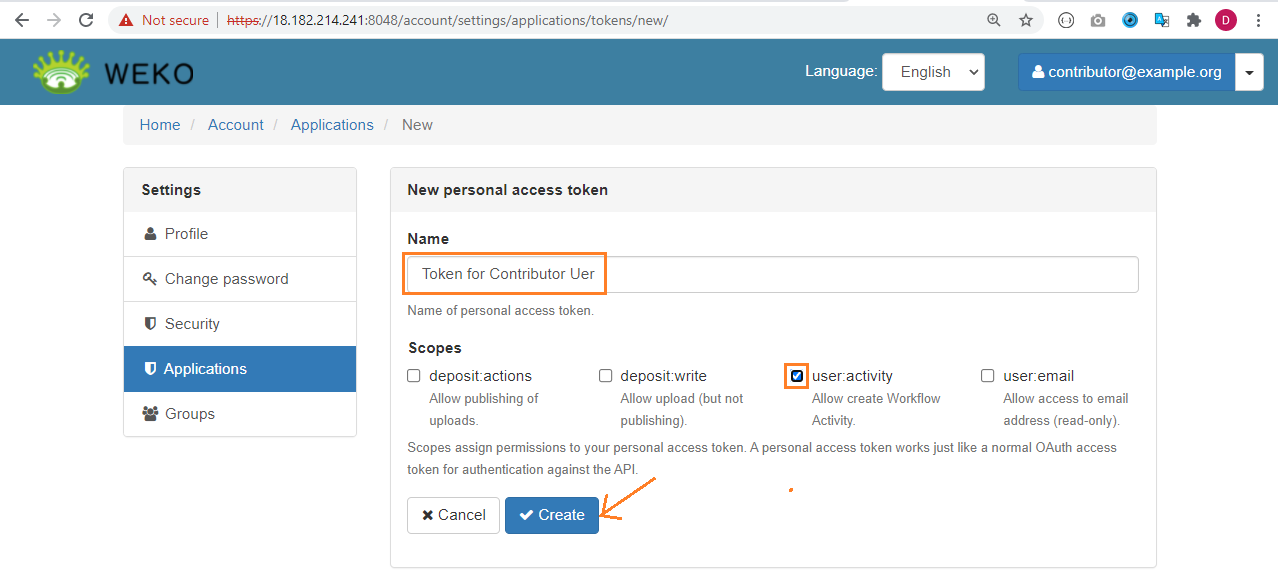 Not secure | https://18.182.214.241:8048/account/settings/applications/tokens/new/
D
WEKO
Language: English contributor@example.org
Home / Account / Applications / New
Settings
Profile
Change password
Security
Applications
Groups
New personal access token
Name
Token for Contributor Uer
Name of personal access token.
Scopes
deposit:actions
Allow publishing of
uploads.
deposit:write
Allow upload (but not
publishing).
user:activity
Allow create Workflow
Activity.
user:email
Allow access to email
address (read-only).
Scopes assign permissions to your personal access token. A personal access token works just like a normal OAuth access
token for authentication against the API.
Cancel Create